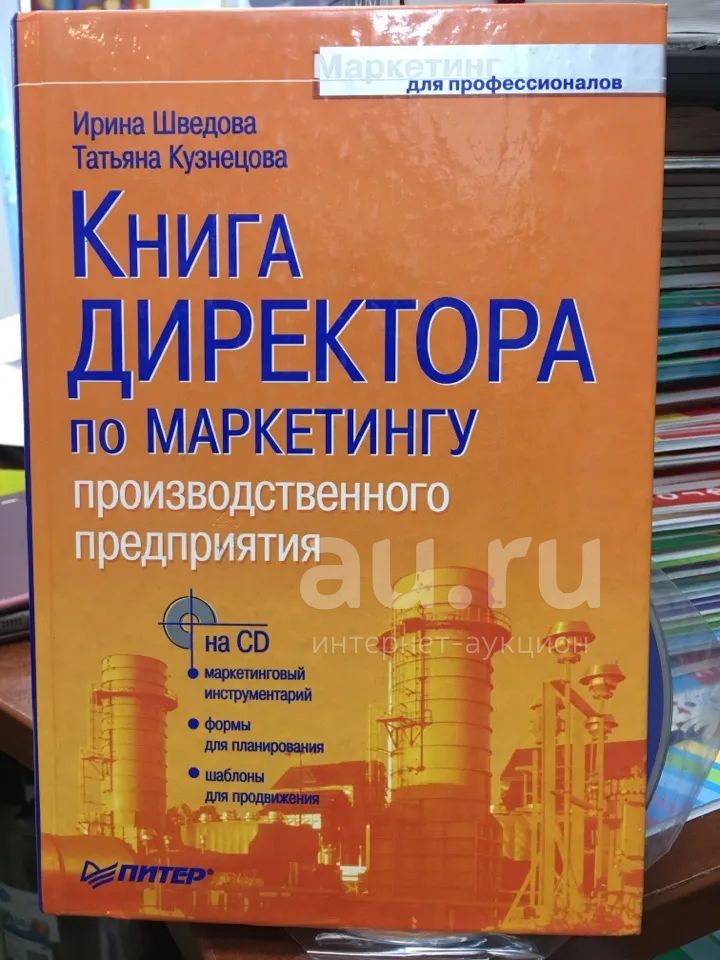 Маркетинг
для профессионалов
Ирина Шведова
Татьяна Кузнецова
Книга
директора
по маркетингу
производственного
предприятия
au.ru
интернет-аукцион
на CD
• маркетинговый
инструментарий
• формы
для планирования
• шаблоны
для продвижения
ПИТЕР®